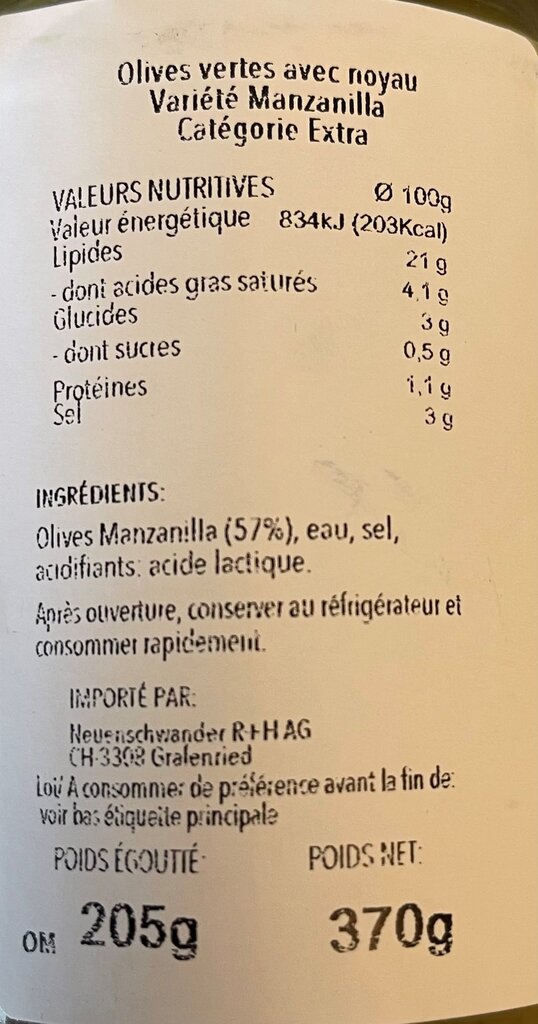 Olives vertes avec noyau
Variété Manzanilla
Catégorie Extra
VALEURS NUTRITIVES Ø 100g
Valeur énergétique 834kJ (203Kcal)
Lipides 21 g
- dont acides gras saturés 4,1 g
Glucides 3 g
- dont sucres 0,5 g
Protéines 1,1 g
Sel 3 g
INGRÉDIENTS:
Olives Manzanilla (57%), eau, sel,
acidifiants: acide lactique.
Après ouverture, conserver au réfrigérateur et
consommer rapidement.
IMPORTÉ PAR:
Neuenschwander R+H AG
CH-3308 Grafenried
Lot/ A consommer de préférence avant la fin de:
voir bas étiquette principale
POIDS ÉGOUTTÉ: POIDS NET:
OM 205g 370g